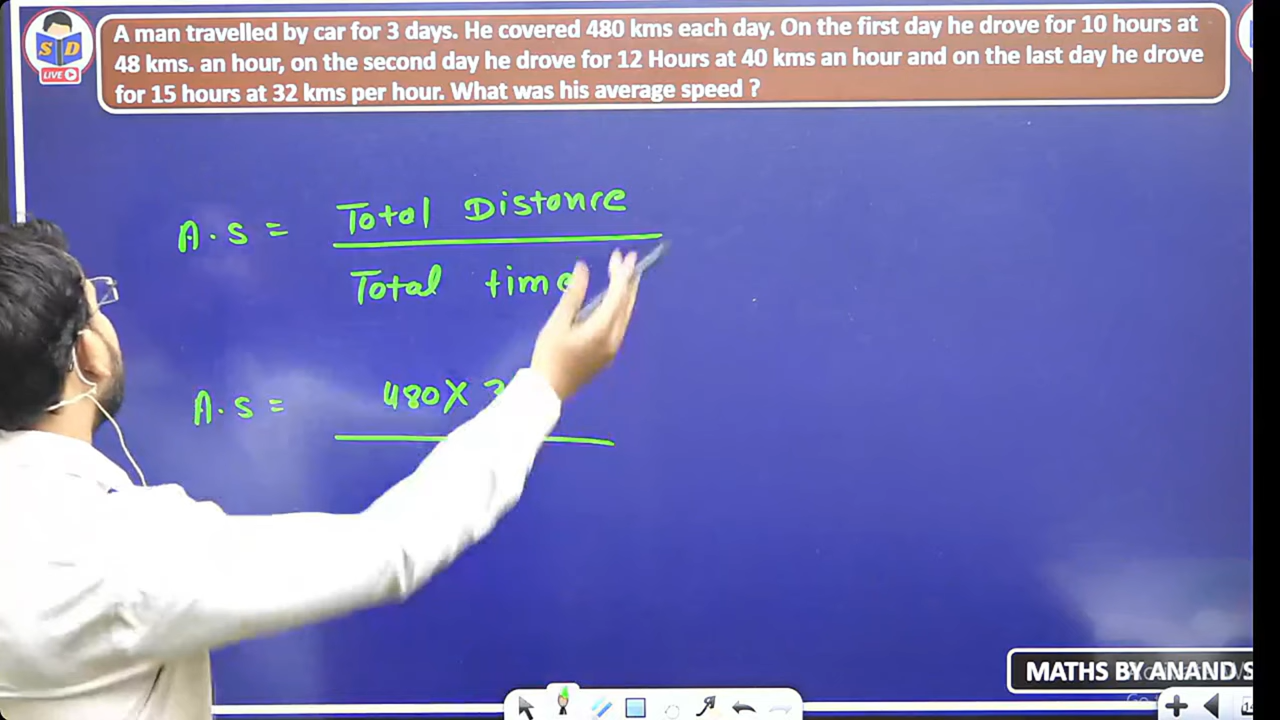 A man travelled by car for 3 days. He covered 480 kms each day. On the first day he drove for 10 hours at
48 kms. an hour, on the second day he drove for 12 Hours at 40 kms an hour and on the last day he drove
for 15 hours at 32 kms per hour. What was his average speed ?
S D
LIVE
A.S = Total Distance
Total time
A.S = 480 X 3
MATHS BY ANAND S